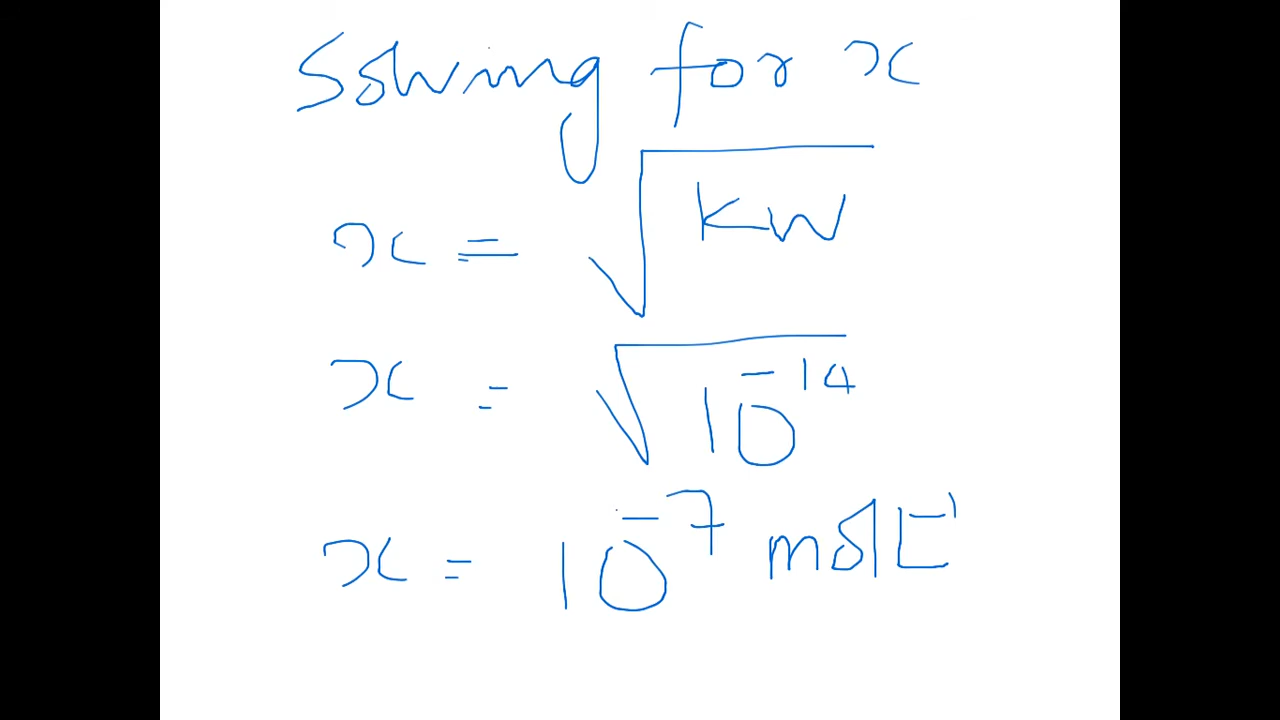 Solving for x
x = √KW
x = √10⁻¹⁴
x = 10⁻⁷ mol L⁻¹